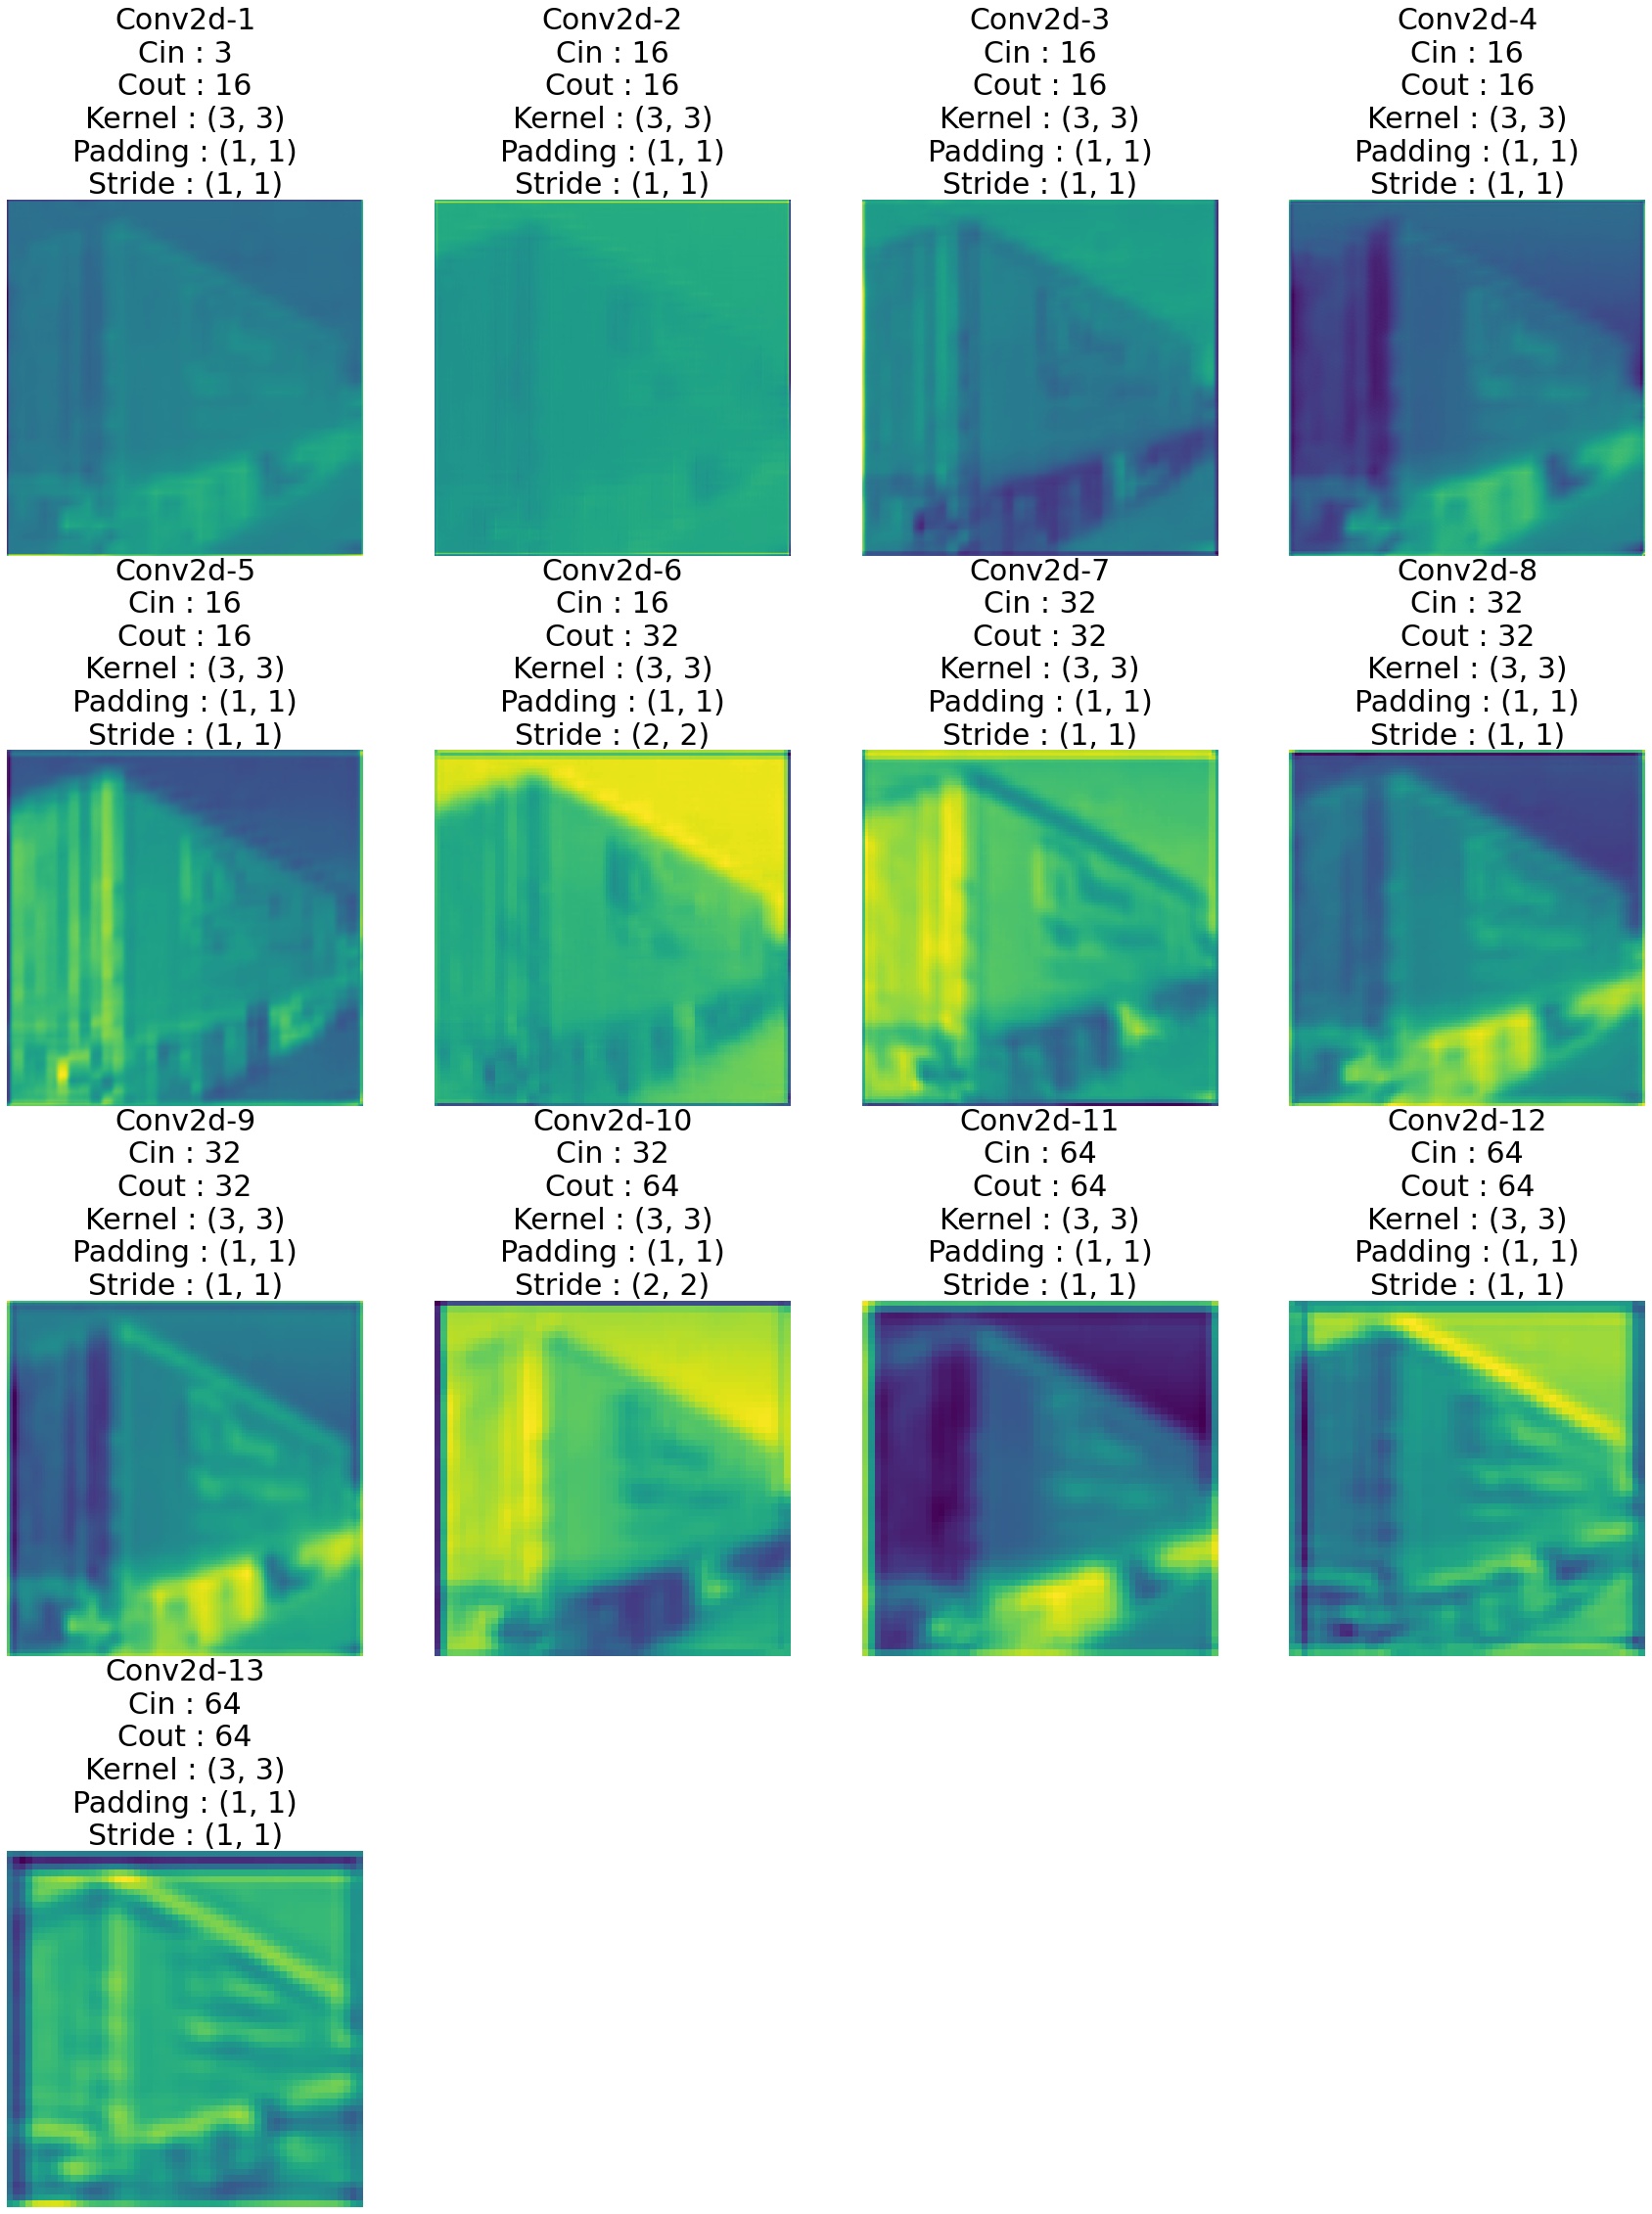 Conv2d-1
Cin : 3
Cout : 16
Kernel : (3, 3)
Padding : (1, 1)
Stride : (1, 1)
Conv2d-2
Cin : 16
Cout : 16
Kernel : (3, 3)
Padding : (1, 1)
Stride : (1, 1)
Conv2d-3
Cin : 16
Cout : 16
Kernel : (3, 3)
Padding : (1, 1)
Stride : (1, 1)
Conv2d-4
Cin : 16
Cout : 16
Kernel : (3, 3)
Padding : (1, 1)
Stride : (1, 1)
Conv2d-5
Cin : 16
Cout : 16
Kernel : (3, 3)
Padding : (1, 1)
Stride : (1, 1)
Conv2d-6
Cin : 16
Cout : 32
Kernel : (3, 3)
Padding : (1, 1)
Stride : (2, 2)
Conv2d-7
Cin : 32
Cout : 32
Kernel : (3, 3)
Padding : (1, 1)
Stride : (1, 1)
Conv2d-8
Cin : 32
Cout : 32
Kernel : (3, 3)
Padding : (1, 1)
Stride : (1, 1)
Conv2d-9
Cin : 32
Cout : 32
Kernel : (3, 3)
Padding : (1, 1)
Stride : (1, 1)
Conv2d-10
Cin : 32
Cout : 64
Kernel : (3, 3)
Padding : (1, 1)
Stride : (2, 2)
Conv2d-11
Cin : 64
Cout : 64
Kernel : (3, 3)
Padding : (1, 1)
Stride : (1, 1)
Conv2d-12
Cin : 64
Cout : 64
Kernel : (3, 3)
Padding : (1, 1)
Stride : (1, 1)
Conv2d-13
Cin : 64
Cout : 64
Kernel : (3, 3)
Padding : (1, 1)
Stride : (1, 1)